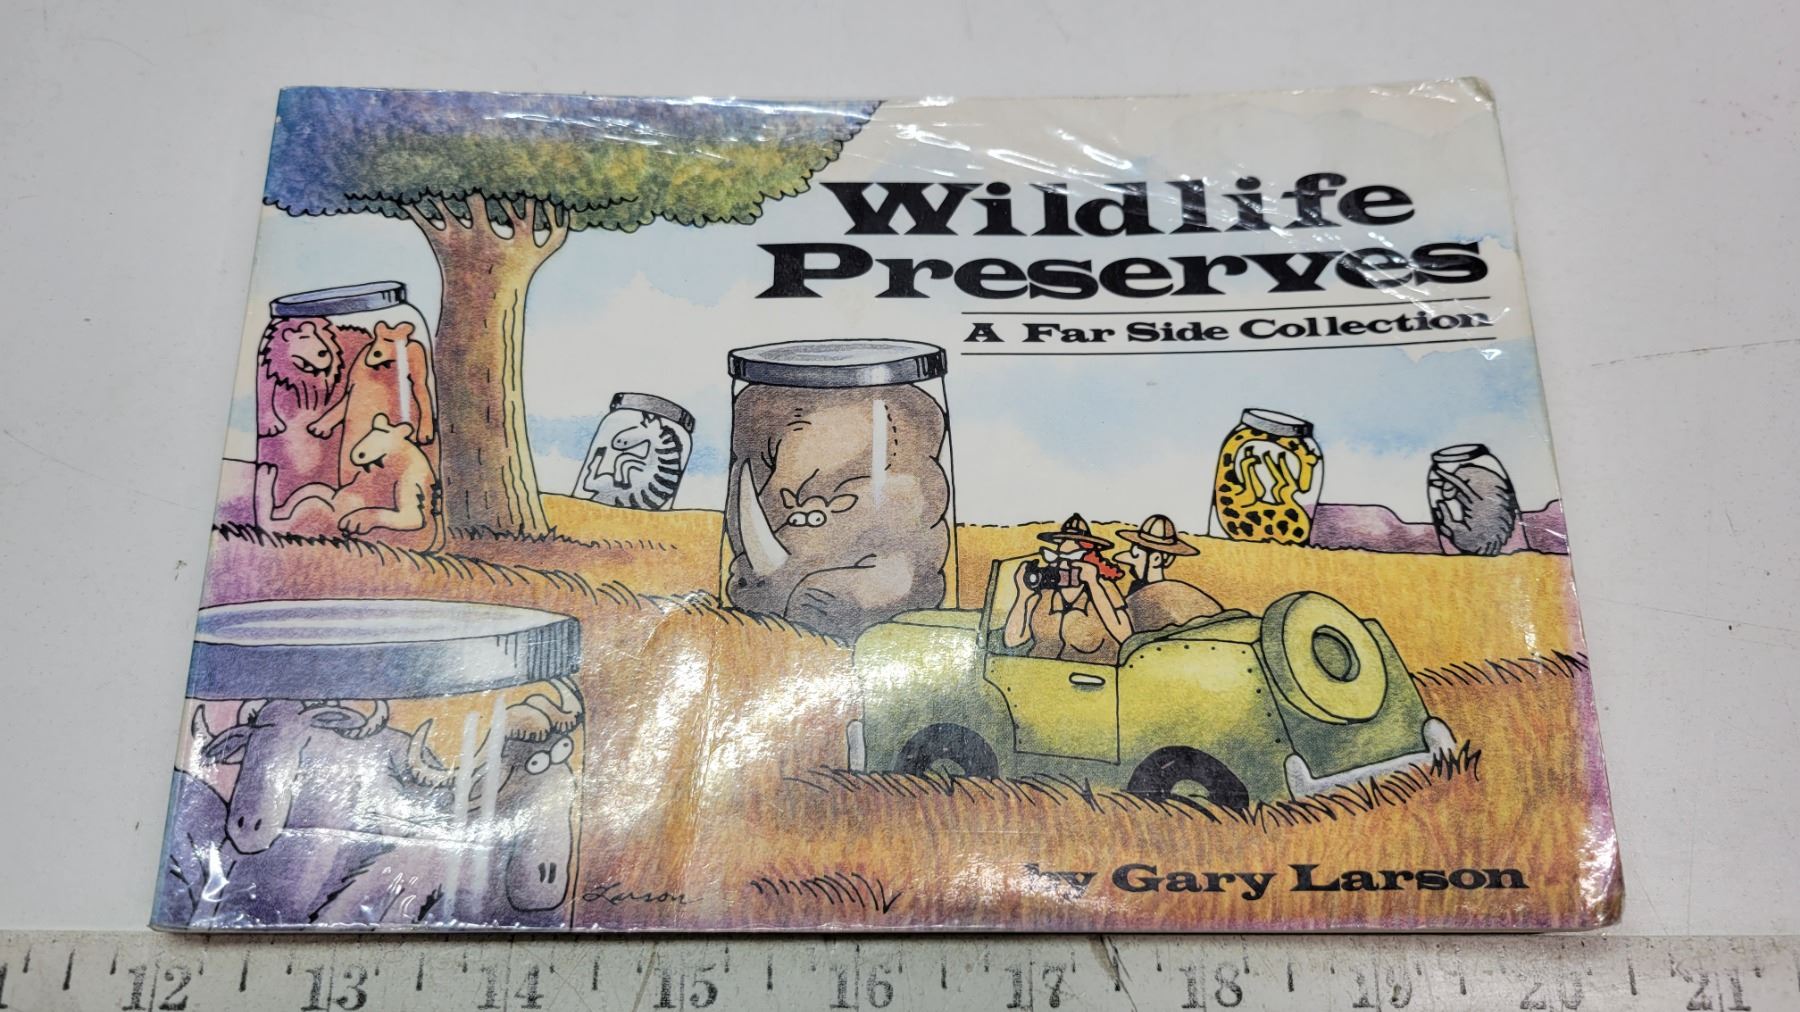 Wildlife
Preserves
A Far Side Collection
by Gary Larson
Larson
12 13 14 15 16 17 18 19 20 21